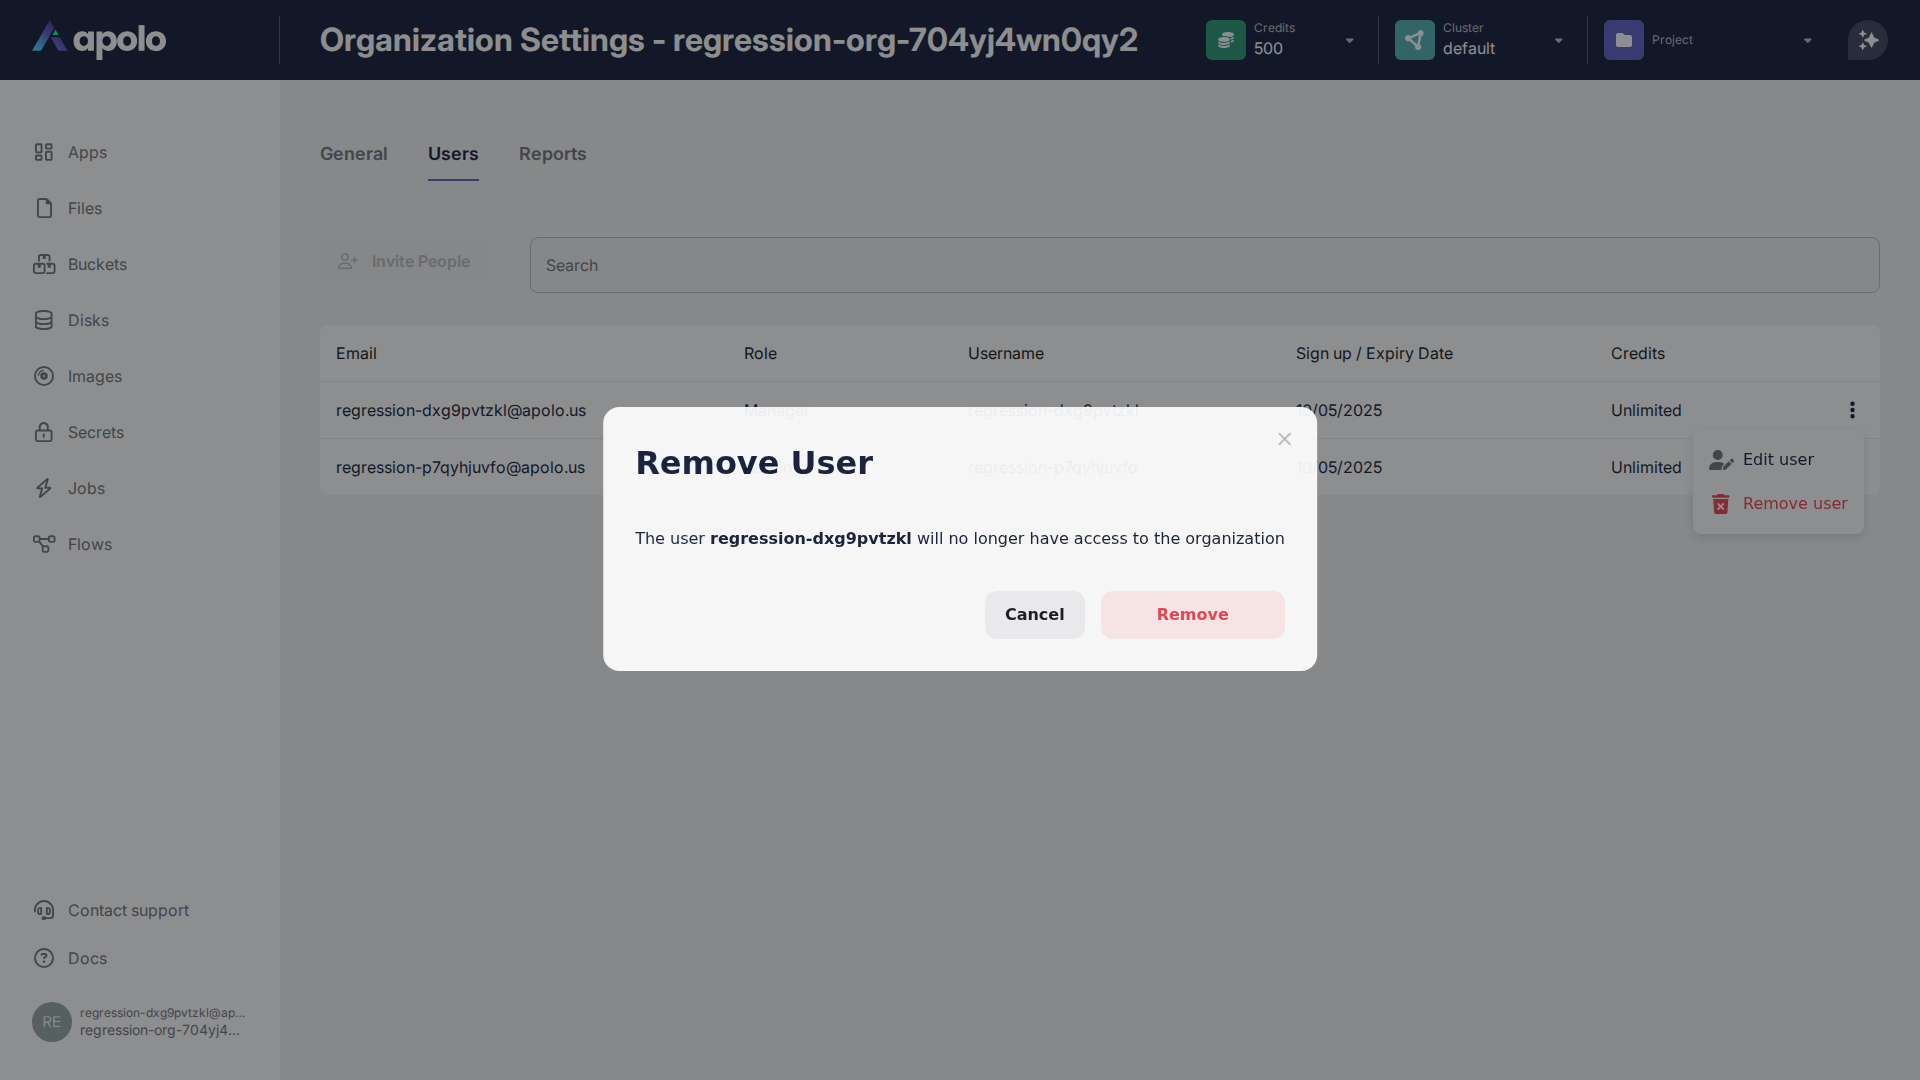 apolo
Organization Settings - regression-org-704yj4wn0qy2
Credits
500
Cluster
default
Project
Apps
Files
Buckets
Disks
Images
Secrets
Jobs
Flows
General Users Reports
Invite People
Search
Email Role Username Sign up / Expiry Date Credits
regression-dxg9pvtzkl@apolo.us Manager regression-dxg9pvtzkl /05/2025 Unlimited
regression-p7qyhjuvfo@apolo.us regression-p7qyhjuvfo 10/05/2025 Unlimited
Edit user
Remove user
Remove User
The user regression-dxg9pvtzkl will no longer have access to the organization
Cancel
Remove
Contact support
Docs
RE
regression-dxg9pvtzkl@ap...
regression-org-704yj4...